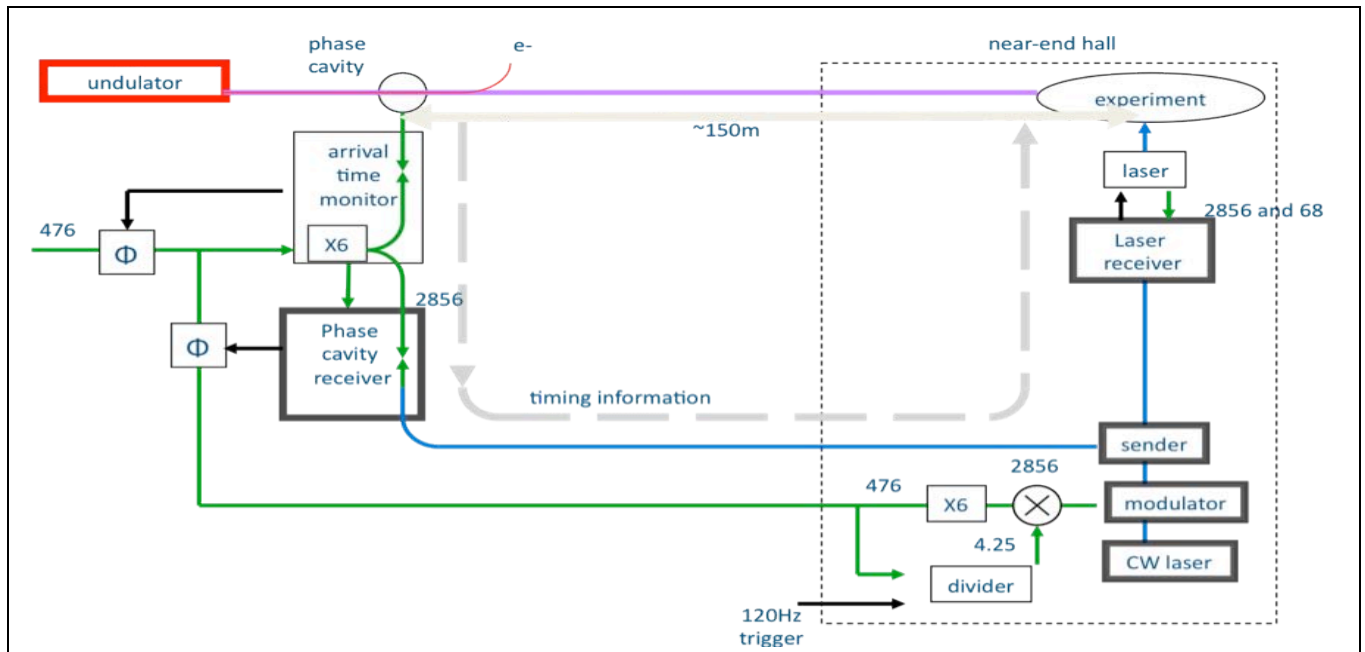 phase
cavity
e-
near-end hall
undulator
experiment
~150m
arrival
time
monitor
laser
476
Φ
X6
2856 and 68
Laser
receiver
2856
Φ
Phase
cavity
receiver
timing information
sender
2856
476
X6
modulator
4.25
CW laser
divider
120Hz
trigger